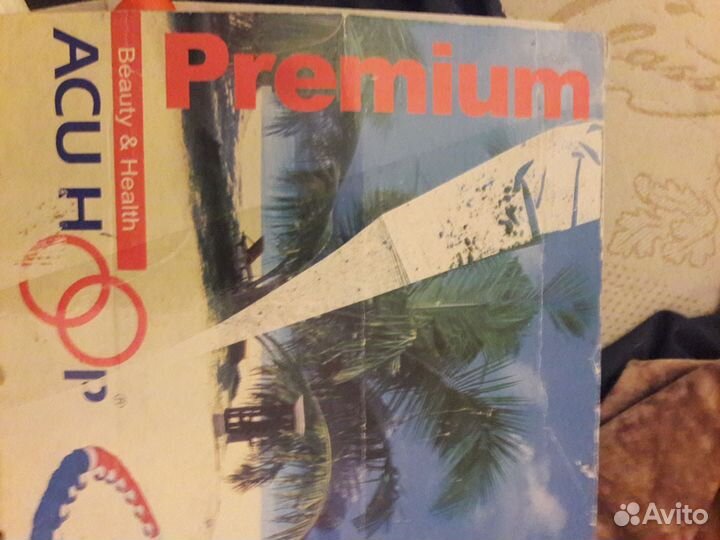 Premium
Beauty & Health
ACU HOOP
(R)
Avito